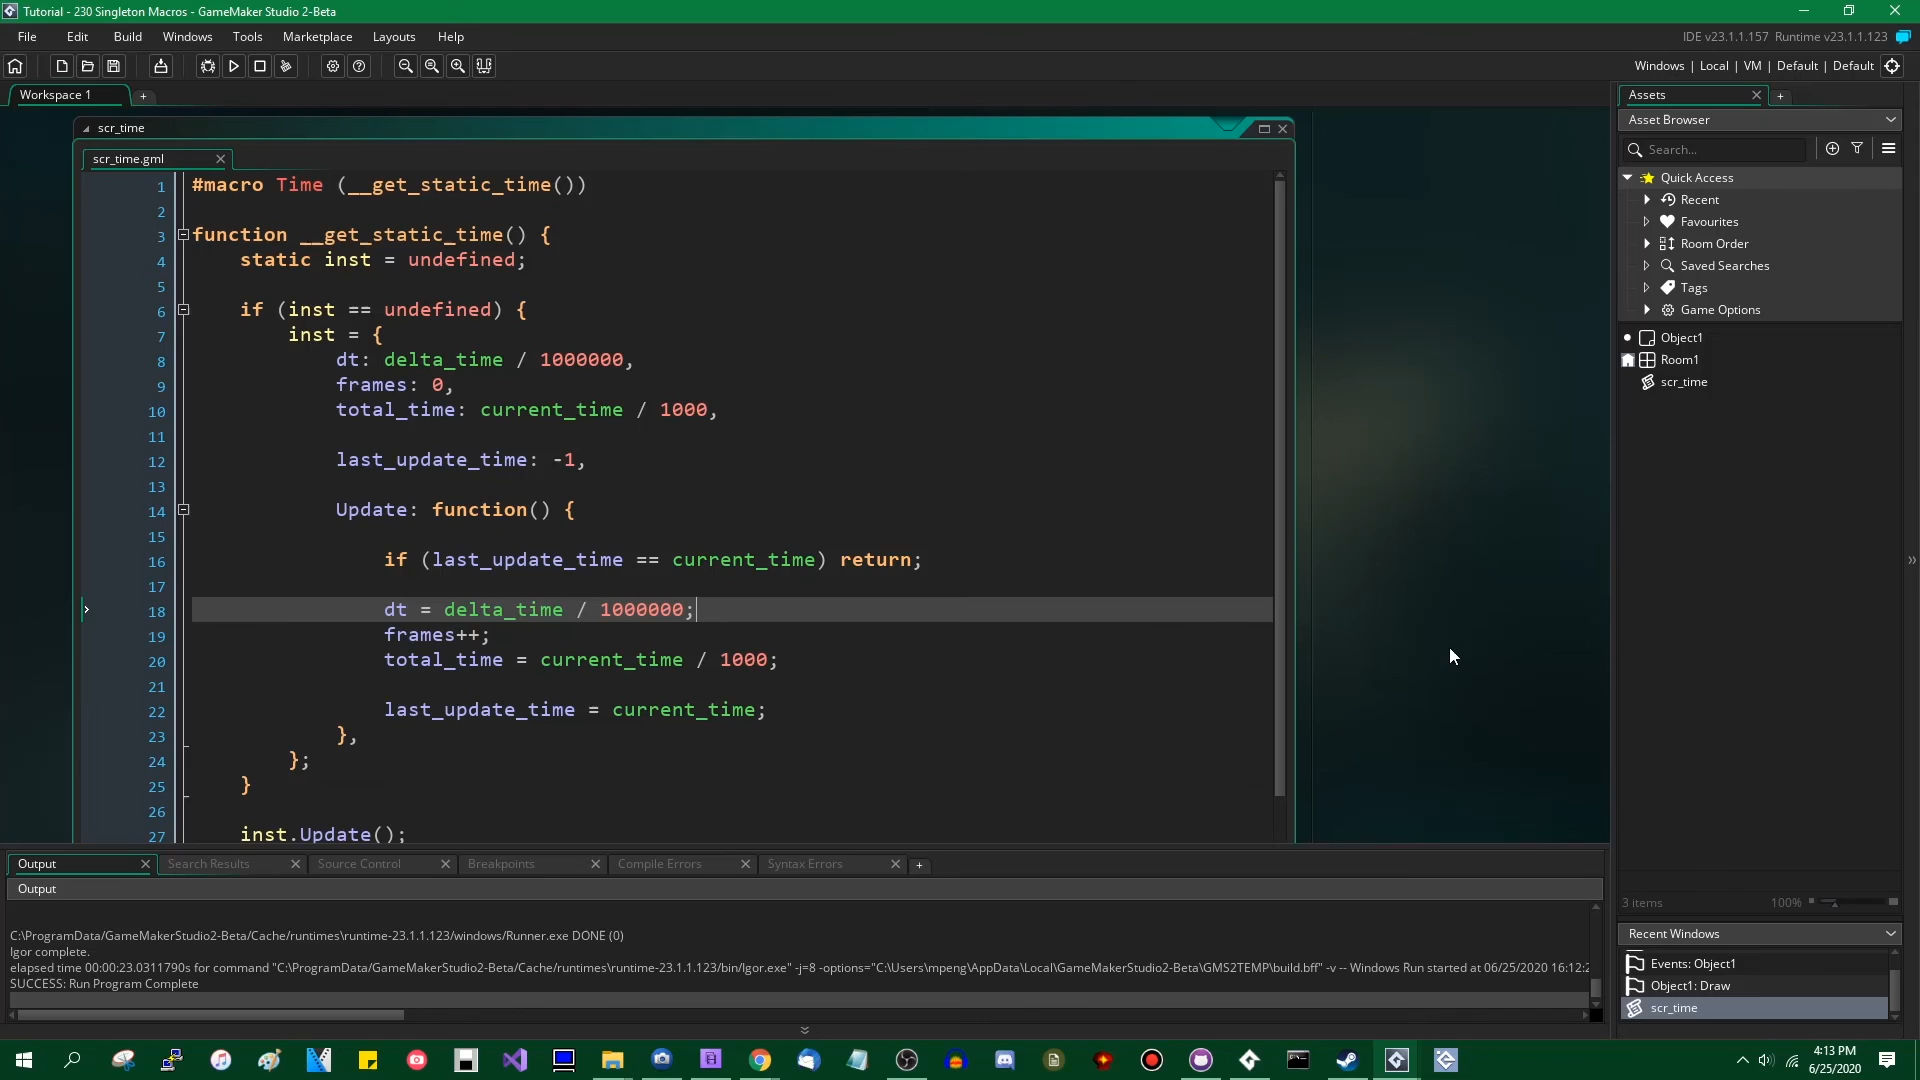 Tutorial - 230 Singleton Macros - GameMaker Studio 2-Beta
File Edit Build Windows Tools Marketplace Layouts Help
IDE v23.1.1.157 Runtime v23.1.1.123
Windows | Local | VM | Default | Default
Workspace 1
scr_time
scr_time.gml
1 #macro Time (__get_static_time())
2
3 function __get_static_time() {
4 static inst = undefined;
5
6 if (inst == undefined) {
7 inst = {
8 dt: delta_time / 1000000,
9 frames: 0,
10 total_time: current_time / 1000,
11
12 last_update_time: -1,
13
14 Update: function() {
15
16 if (last_update_time == current_time) return;
17
18 dt = delta_time / 1000000;
19 frames++;
20 total_time = current_time / 1000;
21
22 last_update_time = current_time;
23 },
24 };
25 }
26
27 inst.Update();
Assets
Asset Browser
Search...
Quick Access
Recent
Favourites
Room Order
Saved Searches
Tags
Game Options
Object1
Room1
scr_time
3 items 100%
Recent Windows
Events: Object1
Object1: Draw
scr_time
Output Search Results Source Control Breakpoints Compile Errors Syntax Errors
Output
C:\ProgramData/GameMakerStudio2-Beta/Cache/runtimes\runtime-23.1.1.123/windows/Runner.exe DONE (0)
Igor complete.
elapsed time 00:00:23.0311790s for command "C:\ProgramData/GameMakerStudio2-Beta/Cache/runtimes\runtime-23.1.1.123/bin/Igor.exe" -j=8 -options="C:\Users\mpeng\AppData\Local\GameMakerStudio2-Beta\GMS2TEMP\build.bff" -v -- Windows Run started at 06/25/2020 16:12:2
SUCCESS: Run Program Complete
4:13 PM
6/25/2020